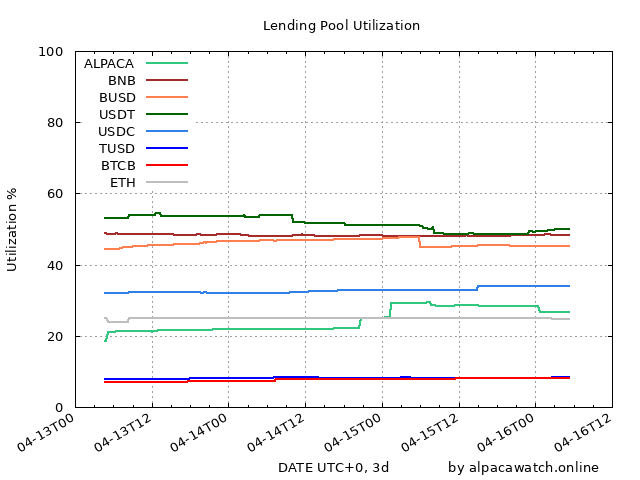 Lending Pool Utilization
100
80
60
40
20
0
Utilization %
ALPACA
BNB
BUSD
USDT
USDC
TUSD
BTCB
ETH
04-13T00
04-13T12
04-14T00
04-14T12
04-15T00
04-15T12
04-16T00
04-16T12
DATE UTC+0, 3d
by alpacawatch.online